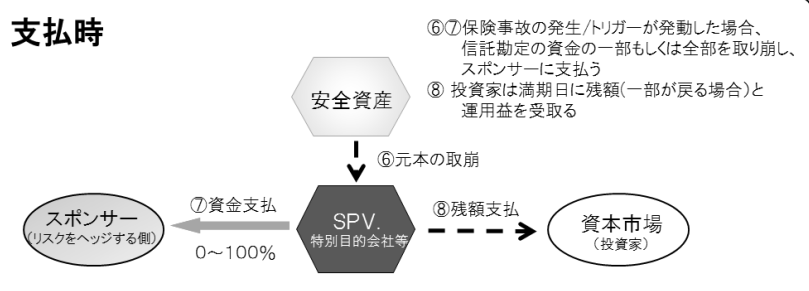 支払時
⑥⑦保険事故の発生/トリガーが発動した場合、
信託勘定の資金の一部もしくは全部を取り崩し、
スポンサーに支払う
⑧ 投資家は満期日に残額(一部が戻る場合)と
運用益を受取る
安全資産
⑥元本の取崩
スポンサー
(リスクをヘッジする側)
⑦資金支払
0～100%
SPV.
特別目的会社等
⑧残額支払
資本市場
(投資家)